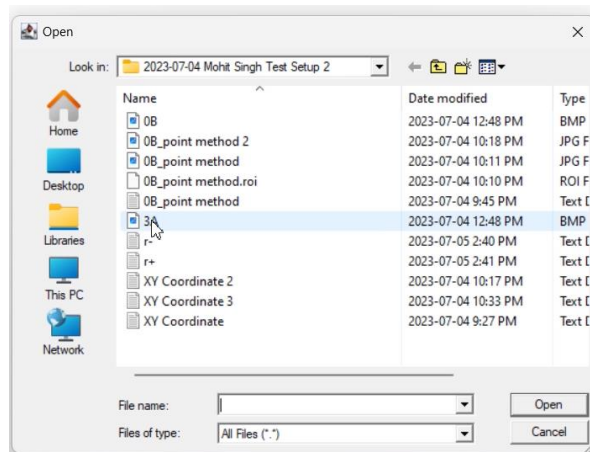 Open
Look in: 2023-07-04 Mohit Singh Test Setup 2
Name Date modified Type
0B 2023-07-04 12:48 PM BMP
0B_point method 2 2023-07-04 10:18 PM JPG F
0B_point method 2023-07-04 10:11 PM JPG F
0B_point method.roi 2023-07-04 10:10 PM ROI F
0B_point method 2023-07-04 9:45 PM Text D
3A 2023-07-04 12:48 PM BMP
r- 2023-07-05 2:40 PM Text D
r+ 2023-07-05 2:41 PM Text D
XY Coordinate 2 2023-07-04 10:17 PM Text D
XY Coordinate 3 2023-07-04 10:33 PM Text D
XY Coordinate 2023-07-04 9:27 PM Text D
Home
Desktop
Libraries
This PC
Network
File name: Open
Files of type: All Files (*.*) Cancel